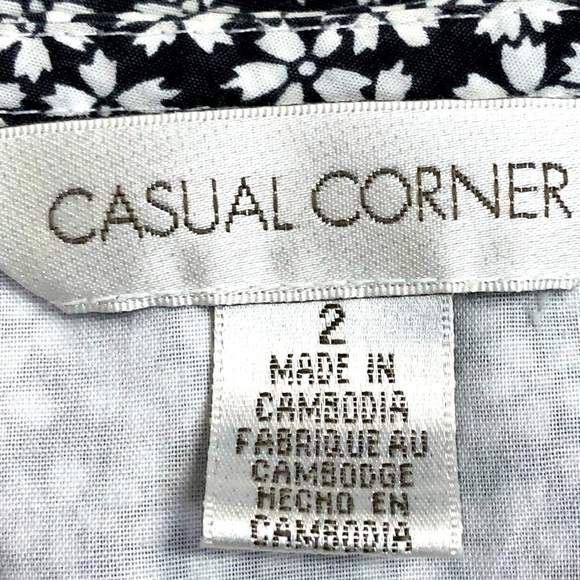 CASUAL CORNER
2
MADE IN
CAMBODIA
FABRIQUE AU
CAMBODGE
HECHO EN
CAMBODIA